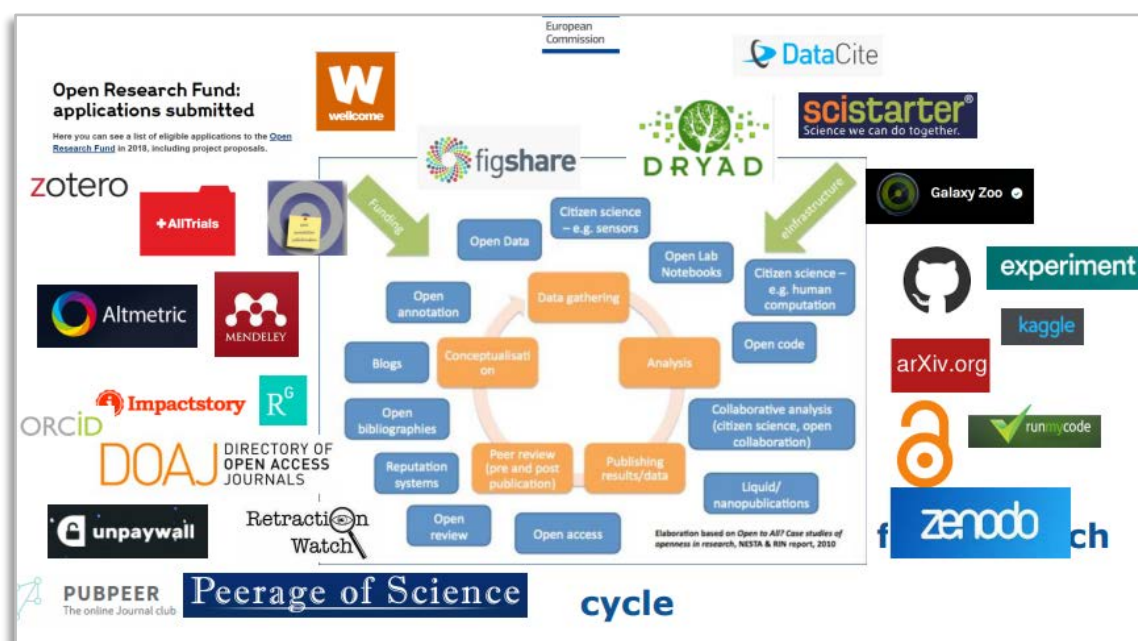 European
Commission
DataCite
Open Research Fund:
applications submitted
Here you can see a list of eligible applications to the Open
Research Fund in 2018, including project proposals.
W
wellcome
scistarter®
Science we can do together.
figshare
DRYAD
zotero
+AllTrials
Funding
eInfrastructure
Galaxy Zoo
Citizen science
– e.g. sensors
Open Data
Open Lab
Notebooks
Citizen science –
e.g. human
computation
experiment
Altmetric
MENDELEY
Open
annotation
Data gathering
kaggle
Blogs
Conceptualisati
on
Analysis
Open code
arXiv.org
Impactstory
RG
ORCiD
Open
bibliographies
Collaborative analysis
(citizen science, open
collaboration)
runmycode
DOAJ
DIRECTORY OF
OPEN ACCESS
JOURNALS
Reputation
systems
Peer review
(pre and post
publication)
Publishing
results/data
Liquid/
nanopublications
unpaywall
Retraction
Watch
Open
review
Open access
Elaboration based on Open to All? Case studies of
openness in research, NESTA & RIN report, 2010
zenodo
ch
PUBPEER
The online Journal club
Peerage of Science
cycle